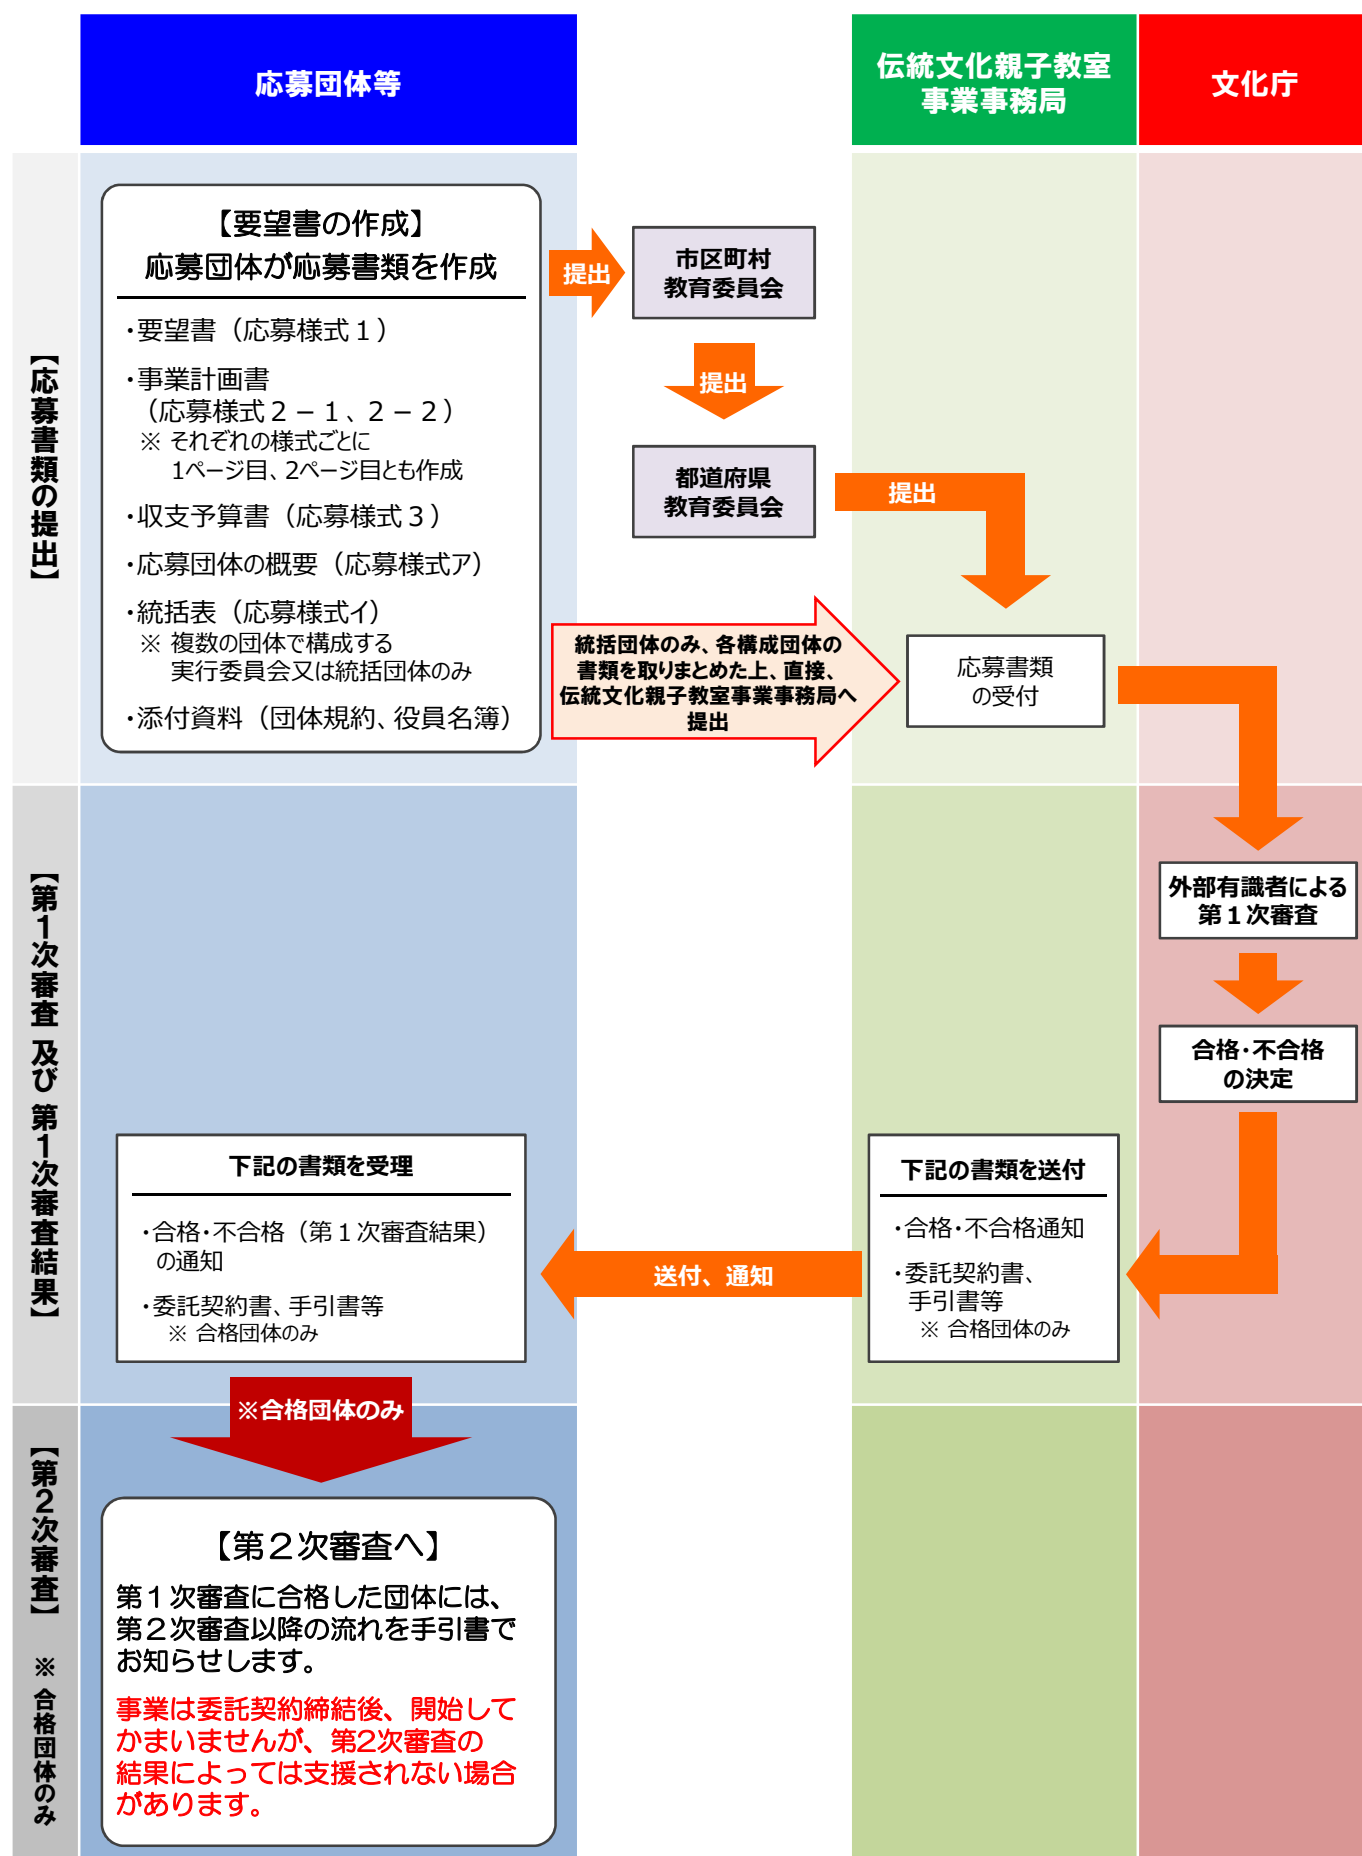 応募団体等
伝統文化親子教室
事業事務局
文化庁
【応募書類の提出】
【要望書の作成】
応募団体が応募書類を作成
・要望書（応募様式１）
・事業計画書
（応募様式２－１、２－２）
※ それぞれの様式ごとに
1ページ目、2ページ目とも作成
・収支予算書（応募様式３）
・応募団体の概要（応募様式ア）
・統括表（応募様式イ）
※ 複数の団体で構成する
実行委員会又は統括団体のみ
・添付資料（団体規約、役員名簿）
提出
市区町村
教育委員会
提出
都道府県
教育委員会
提出
統括団体のみ、各構成団体の
書類を取りまとめた上、直接、
伝統文化親子教室事業事務局へ
提出
応募書類
の受付
【第１次審査 及び 第１次審査結果】
外部有識者による
第１次審査
合格・不合格
の決定
下記の書類を送付
・合格・不合格通知
・委託契約書、
手引書等
※ 合格団体のみ
送付、通知
下記の書類を受理
・合格・不合格（第１次審査結果）
の通知
・委託契約書、手引書等
※ 合格団体のみ
※合格団体のみ
【第２次審査】 ※ 合格団体のみ
【第２次審査へ】
第１次審査に合格した団体には、
第２次審査以降の流れを手引書で
お知らせします。
事業は委託契約締結後、開始して
かまいませんが、第2次審査の
結果によっては支援されない場合
があります。